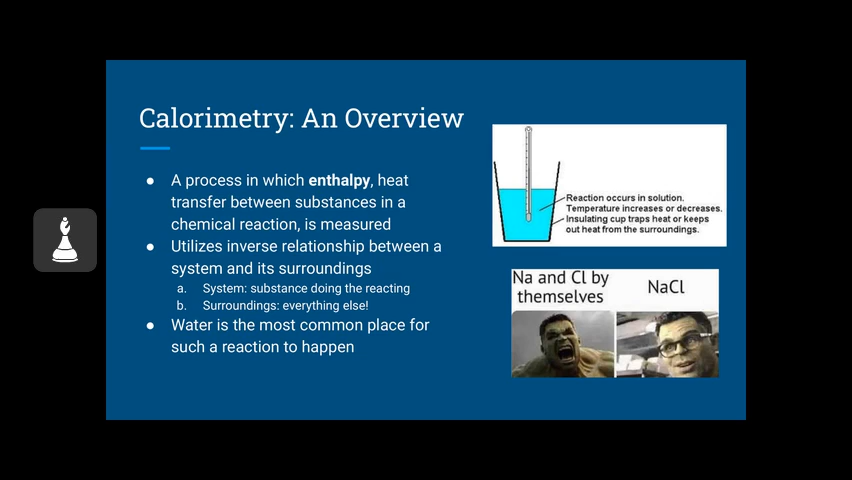 Calorimetry: An Overview
● A process in which enthalpy, heat
transfer between substances in a
chemical reaction, is measured
● Utilizes inverse relationship between a
system and its surroundings
a. System: substance doing the reacting
b. Surroundings: everything else!
● Water is the most common place for
such a reaction to happen
Reaction occurs in solution.
Temperature increases or decreases.
Insulating cup traps heat or keeps
out heat from the surroundings.
Na and Cl by
themselves
NaCl